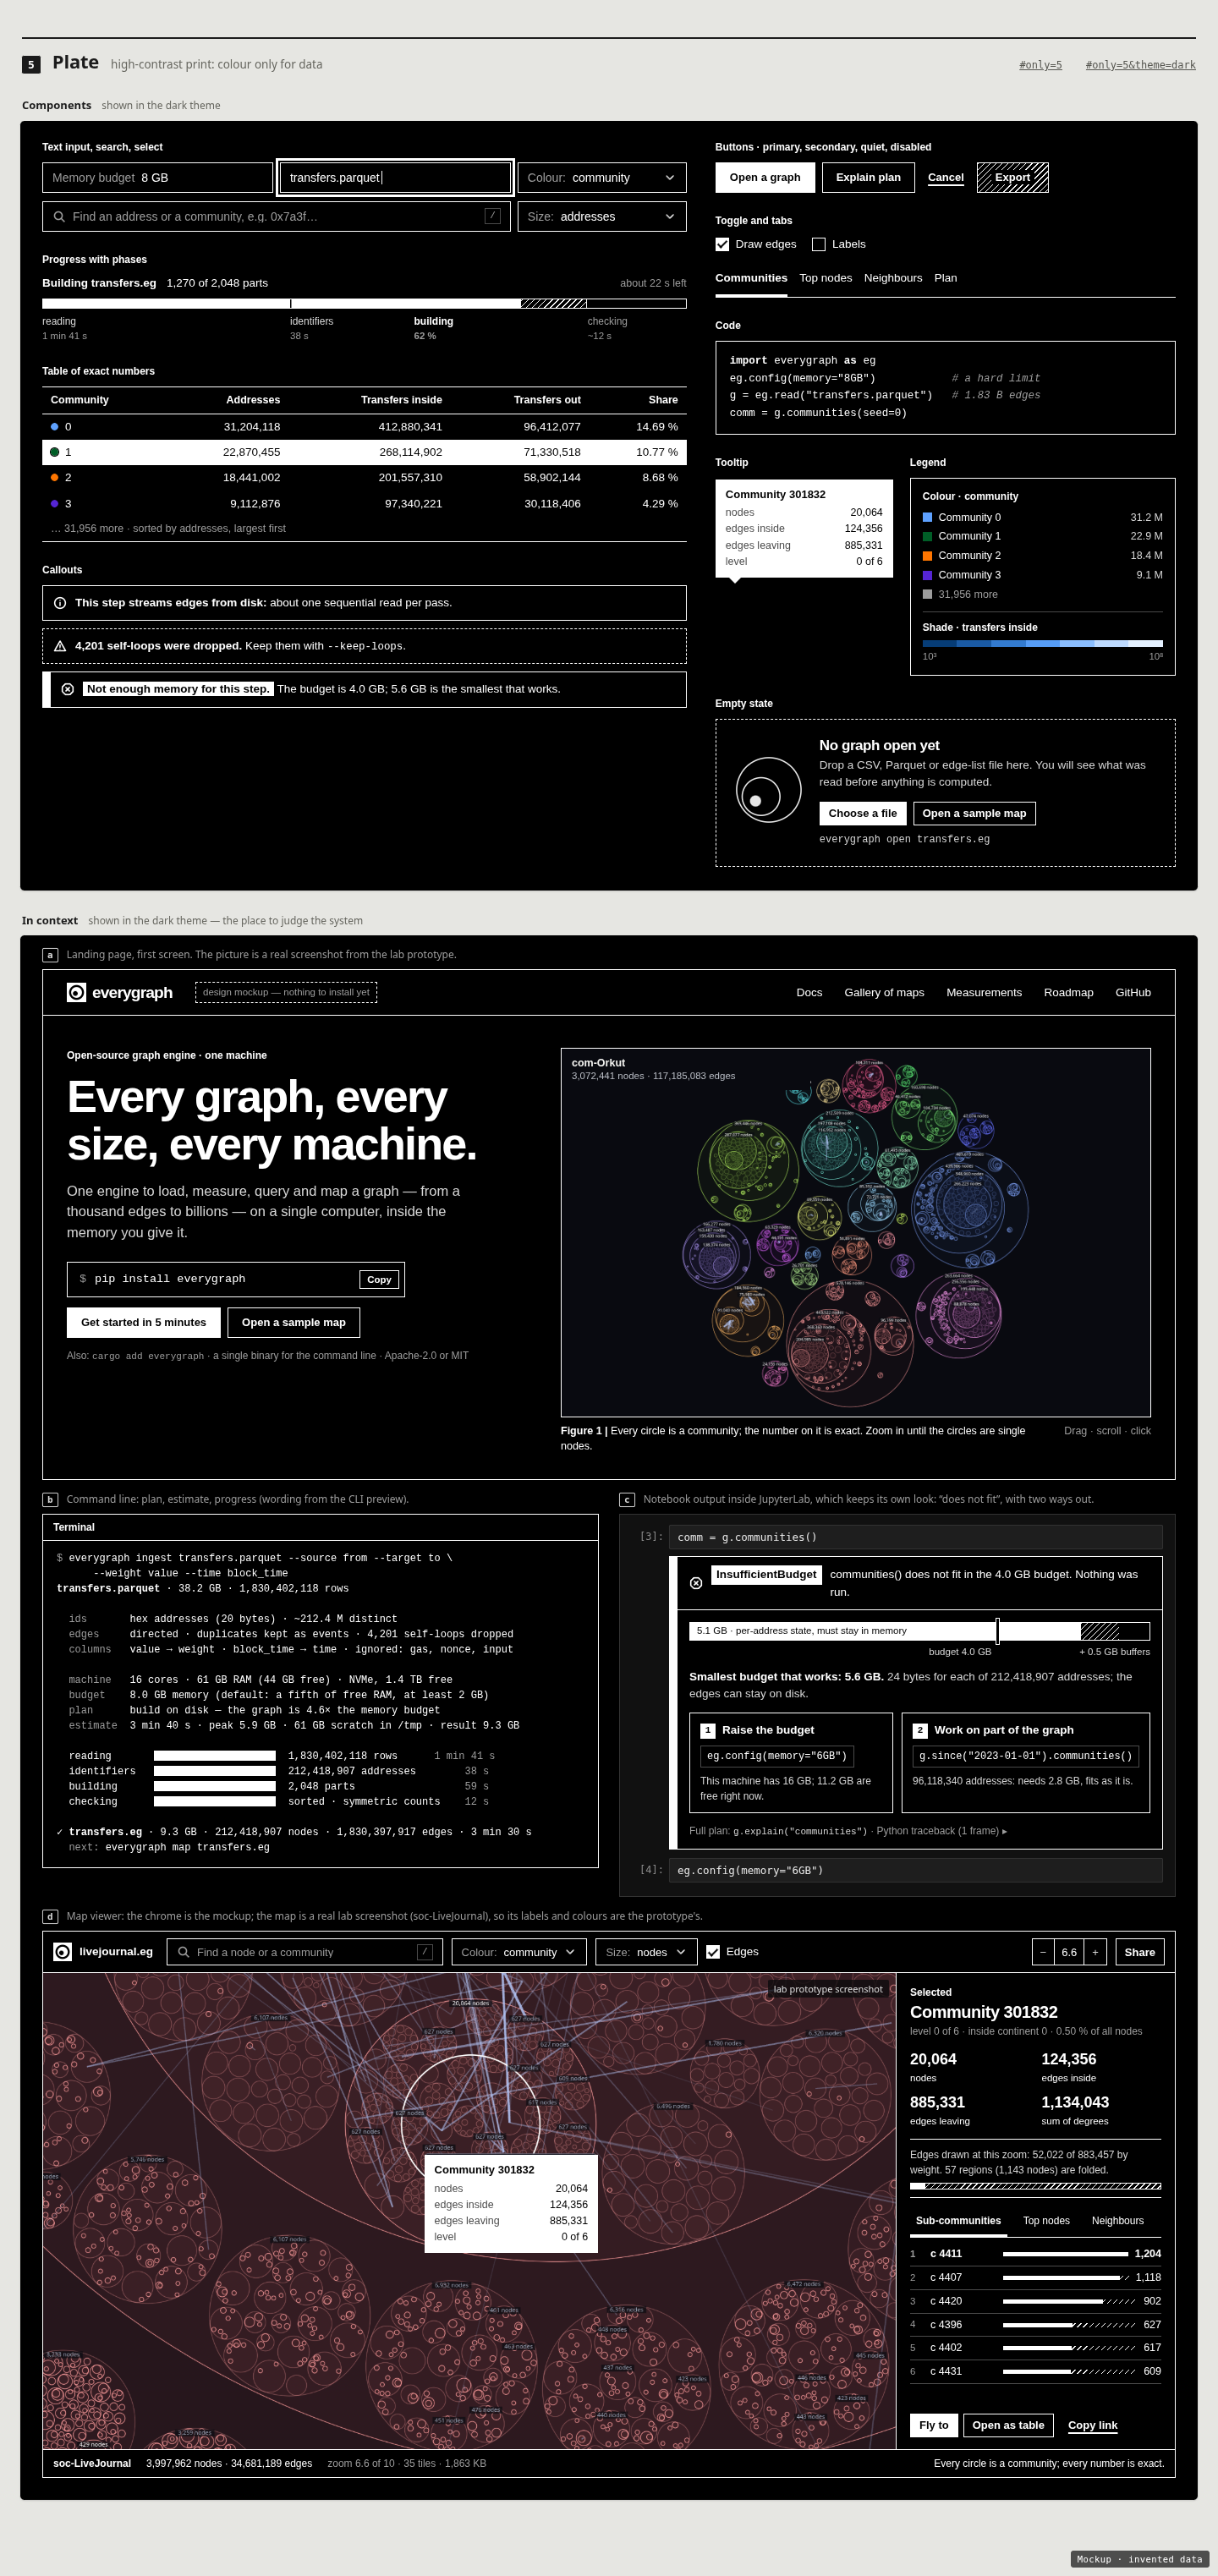 5 Plate high-contrast print: colour only for data #only=5 #only=5&theme=dark
Components shown in the dark theme
Text input, search, select
Memory budget 8 GB
transfers.parquet
Colour: community
Find an address or a community, e.g. 0x7a3f… /
Size: addresses
Progress with phases
Building transfers.eg 1,270 of 2,048 parts about 22 s left
reading identifiers building checking
1 min 41 s 38 s 62 % ~12 s
Table of exact numbers
Community Addresses Transfers inside Transfers out Share
0 31,204,118 412,880,341 96,412,077 14.69 %
1 22,870,455 268,114,902 71,330,518 10.77 %
2 18,441,002 201,557,310 58,902,144 8.68 %
3 9,112,876 97,340,221 30,118,406 4.29 %
… 31,956 more · sorted by addresses, largest first
Callouts
This step streams edges from disk: about one sequential read per pass.
4,201 self-loops were dropped. Keep them with --keep-loops.
Not enough memory for this step. The budget is 4.0 GB; 5.6 GB is the smallest that works.
Buttons · primary, secondary, quiet, disabled
Open a graph Explain plan Cancel Export
Toggle and tabs
Draw edges Labels
Communities Top nodes Neighbours Plan
Code
import everygraph as eg
eg.config(memory="8GB") # a hard limit
g = eg.read("transfers.parquet") # 1.83 B edges
comm = g.communities(seed=0)
Tooltip
Community 301832
nodes 20,064
edges inside 124,356
edges leaving 885,331
level 0 of 6
Legend
Colour · community
Community 0 31.2 M
Community 1 22.9 M
Community 2 18.4 M
Community 3 9.1 M
31,956 more
Shade · transfers inside
10³ 10⁸
Empty state
No graph open yet
Drop a CSV, Parquet or edge-list file here. You will see what was
read before anything is computed.
Choose a file Open a sample map
everygraph open transfers.eg
In context shown in the dark theme — the place to judge the system
a Landing page, first screen. The picture is a real screenshot from the lab prototype.
everygraph design mockup — nothing to install yet Docs Gallery of maps Measurements Roadmap GitHub
Open-source graph engine · one machine
Every graph, every
size, every machine.
One engine to load, measure, query and map a graph — from a
thousand edges to billions — on a single computer, inside the
memory you give it.
$ pip install everygraph Copy
Get started in 5 minutes Open a sample map
Also: cargo add everygraph · a single binary for the command line · Apache-2.0 or MIT
com-Orkut
3,072,441 nodes · 117,185,083 edges
Figure 1 | Every circle is a community; the number on it is exact. Zoom in until the circles are single
nodes.
Drag · scroll · click
b Command line: plan, estimate, progress (wording from the CLI preview).
Terminal
$ everygraph ingest transfers.parquet --source from --target to \
--weight value --time block_time
transfers.parquet · 38.2 GB · 1,830,402,118 rows
ids hex addresses (20 bytes) · ~212.4 M distinct
edges directed · duplicates kept as events · 4,201 self-loops dropped
columns value → weight · block_time → time · ignored: gas, nonce, input
machine 16 cores · 61 GB RAM (44 GB free) · NVMe, 1.4 TB free
budget 8.0 GB memory (default: a fifth of free RAM, at least 2 GB)
plan build on disk — the graph is 4.6× the memory budget
estimate 3 min 40 s · peak 5.9 GB · 61 GB scratch in /tmp · result 9.3 GB
reading 1,830,402,118 rows 1 min 41 s
identifiers 212,418,907 addresses 38 s
building 2,048 parts 59 s
checking sorted · symmetric counts 12 s
✓ transfers.eg · 9.3 GB · 212,418,907 nodes · 1,830,397,917 edges · 3 min 30 s
next: everygraph map transfers.eg
c Notebook output inside JupyterLab, which keeps its own look: “does not fit”, with two ways out.
[3]: comm = g.communities()
InsufficientBudget communities() does not fit in the 4.0 GB budget. Nothing was
run.
5.1 GB · per-address state, must stay in memory
budget 4.0 GB + 0.5 GB buffers
Smallest budget that works: 5.6 GB. 24 bytes for each of 212,418,907 addresses; the
edges can stay on disk.
1 Raise the budget
eg.config(memory="6GB")
This machine has 16 GB; 11.2 GB are
free right now.
2 Work on part of the graph
g.since("2023-01-01").communities()
96,118,340 addresses: needs 2.8 GB, fits as it is.
Full plan: g.explain("communities") · Python traceback (1 frame) ▸
[4]: eg.config(memory="6GB")
d Map viewer: the chrome is the mockup; the map is a real lab screenshot (soc-LiveJournal), so its labels and colours are the prototype's.
livejournal.eg Find a node or a community / Colour: community Size: nodes Edges − 6.6 + Share
lab prototype screenshot
20,064 nodes
Community 301832
nodes 20,064
edges inside 124,356
edges leaving 885,331
level 0 of 6
Selected
Community 301832
level 0 of 6 · inside continent 0 · 0.50 % of all nodes
20,064 124,356
nodes edges inside
885,331 1,134,043
edges leaving sum of degrees
Edges drawn at this zoom: 52,022 of 883,457 by
weight. 57 regions (1,143 nodes) are folded.
Sub-communities Top nodes Neighbours
1 c 4411 1,204
2 c 4407 1,118
3 c 4420 902
4 c 4396 627
5 c 4402 617
6 c 4431 609
Fly to Open as table Copy link
soc-LiveJournal 3,997,962 nodes · 34,681,189 edges zoom 6.6 of 10 · 35 tiles · 1,863 KB Every circle is a community; every number is exact.
Mockup · invented data